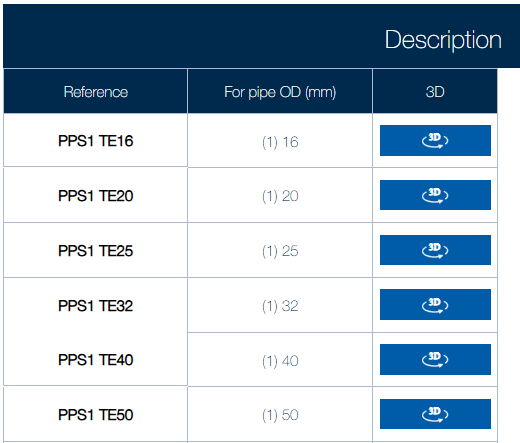 Description
Reference For pipe OD (mm) 3D
PPS1 TE16 (1) 16 3D
PPS1 TE20 (1) 20 3D
PPS1 TE25 (1) 25 3D
PPS1 TE32 (1) 32 3D
PPS1 TE40 (1) 40 3D
PPS1 TE50 (1) 50 3D